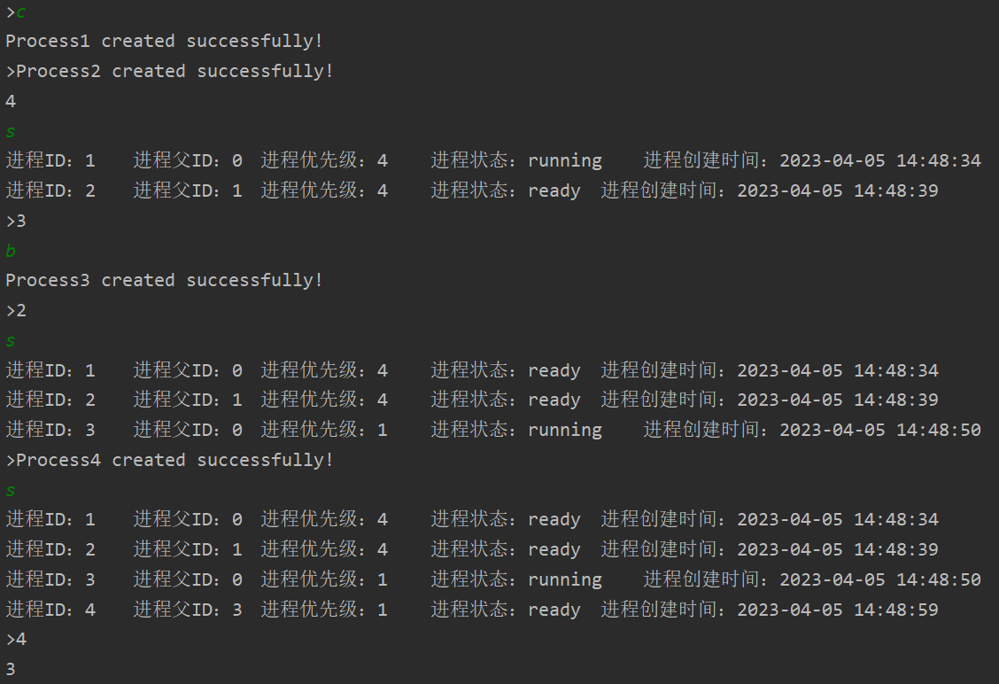 >c
Process1 created successfully!
>Process2 created successfully!
4
s
进程ID：1 进程父ID：0 进程优先级：4 进程状态：running 进程创建时间：2023-04-05 14:48:34
进程ID：2 进程父ID：1 进程优先级：4 进程状态：ready 进程创建时间：2023-04-05 14:48:39
>3
b
Process3 created successfully!
>2
s
进程ID：1 进程父ID：0 进程优先级：4 进程状态：ready 进程创建时间：2023-04-05 14:48:34
进程ID：2 进程父ID：1 进程优先级：4 进程状态：ready 进程创建时间：2023-04-05 14:48:39
进程ID：3 进程父ID：0 进程优先级：1 进程状态：running 进程创建时间：2023-04-05 14:48:50
>Process4 created successfully!
s
进程ID：1 进程父ID：0 进程优先级：4 进程状态：ready 进程创建时间：2023-04-05 14:48:34
进程ID：2 进程父ID：1 进程优先级：4 进程状态：ready 进程创建时间：2023-04-05 14:48:39
进程ID：3 进程父ID：0 进程优先级：1 进程状态：running 进程创建时间：2023-04-05 14:48:50
进程ID：4 进程父ID：3 进程优先级：1 进程状态：ready 进程创建时间：2023-04-05 14:48:59
>4
3